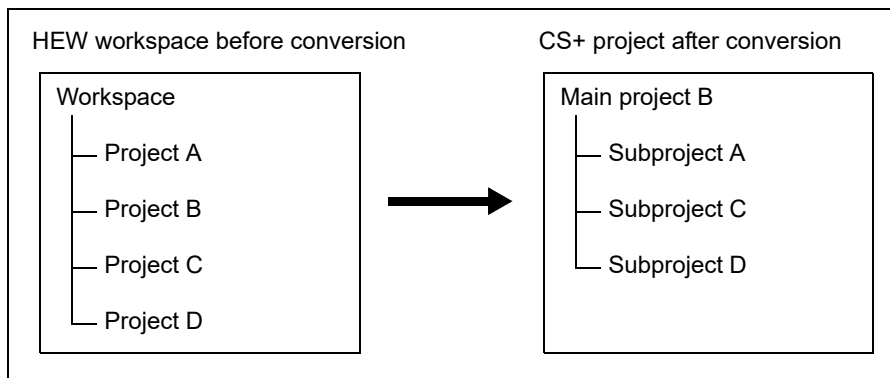 HEW workspace before conversion
Workspace
Project A
Project B
Project C
Project D
CS+ project after conversion
Main project B
Subproject A
Subproject C
Subproject D